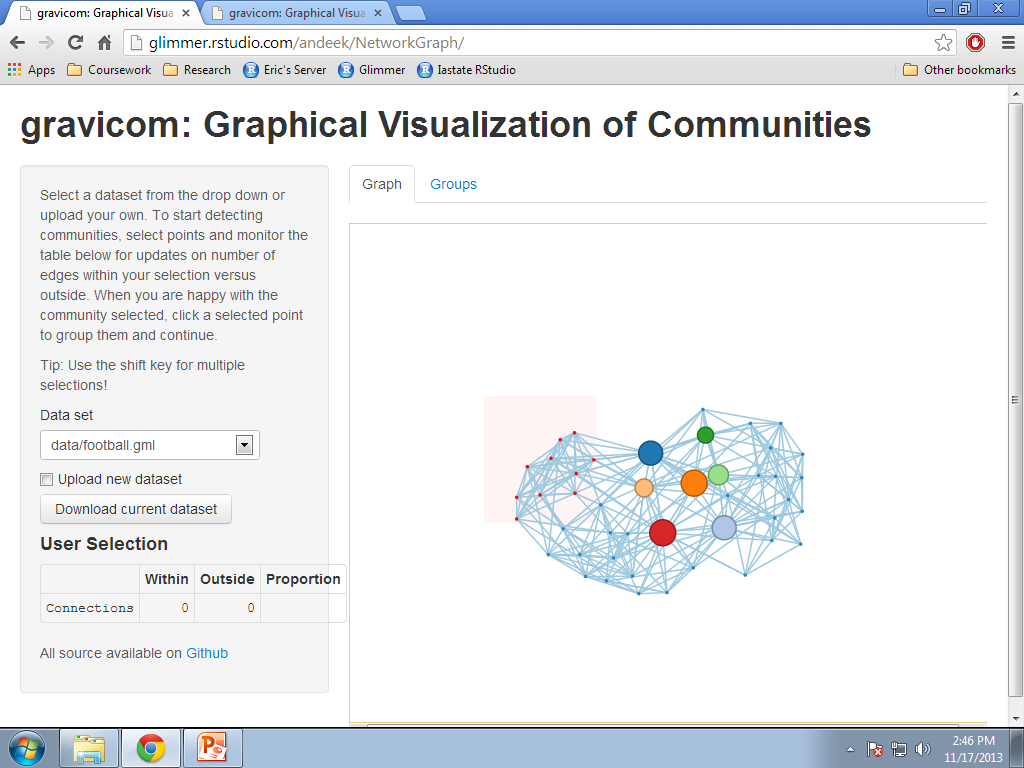 gravicom: Graphical Visua
gravicom: Graphical Visua
glimmer.rstudio.com/andeek/NetworkGraph/
Apps Coursework Research Eric's Server Glimmer Iastate RStudio Other bookmarks
gravicom: Graphical Visualization of Communities
Select a dataset from the drop down or
upload your own. To start detecting
communities, select points and monitor the
table below for updates on number of
edges within your selection versus
outside. When you are happy with the
community selected, click a selected point
to group them and continue.
Tip: Use the shift key for multiple
selections!
Data set
data/football.gml
Upload new dataset
Download current dataset
User Selection
Within Outside Proportion
Connections 0 0
All source available on Github
Graph Groups
2:46 PM
11/17/2013